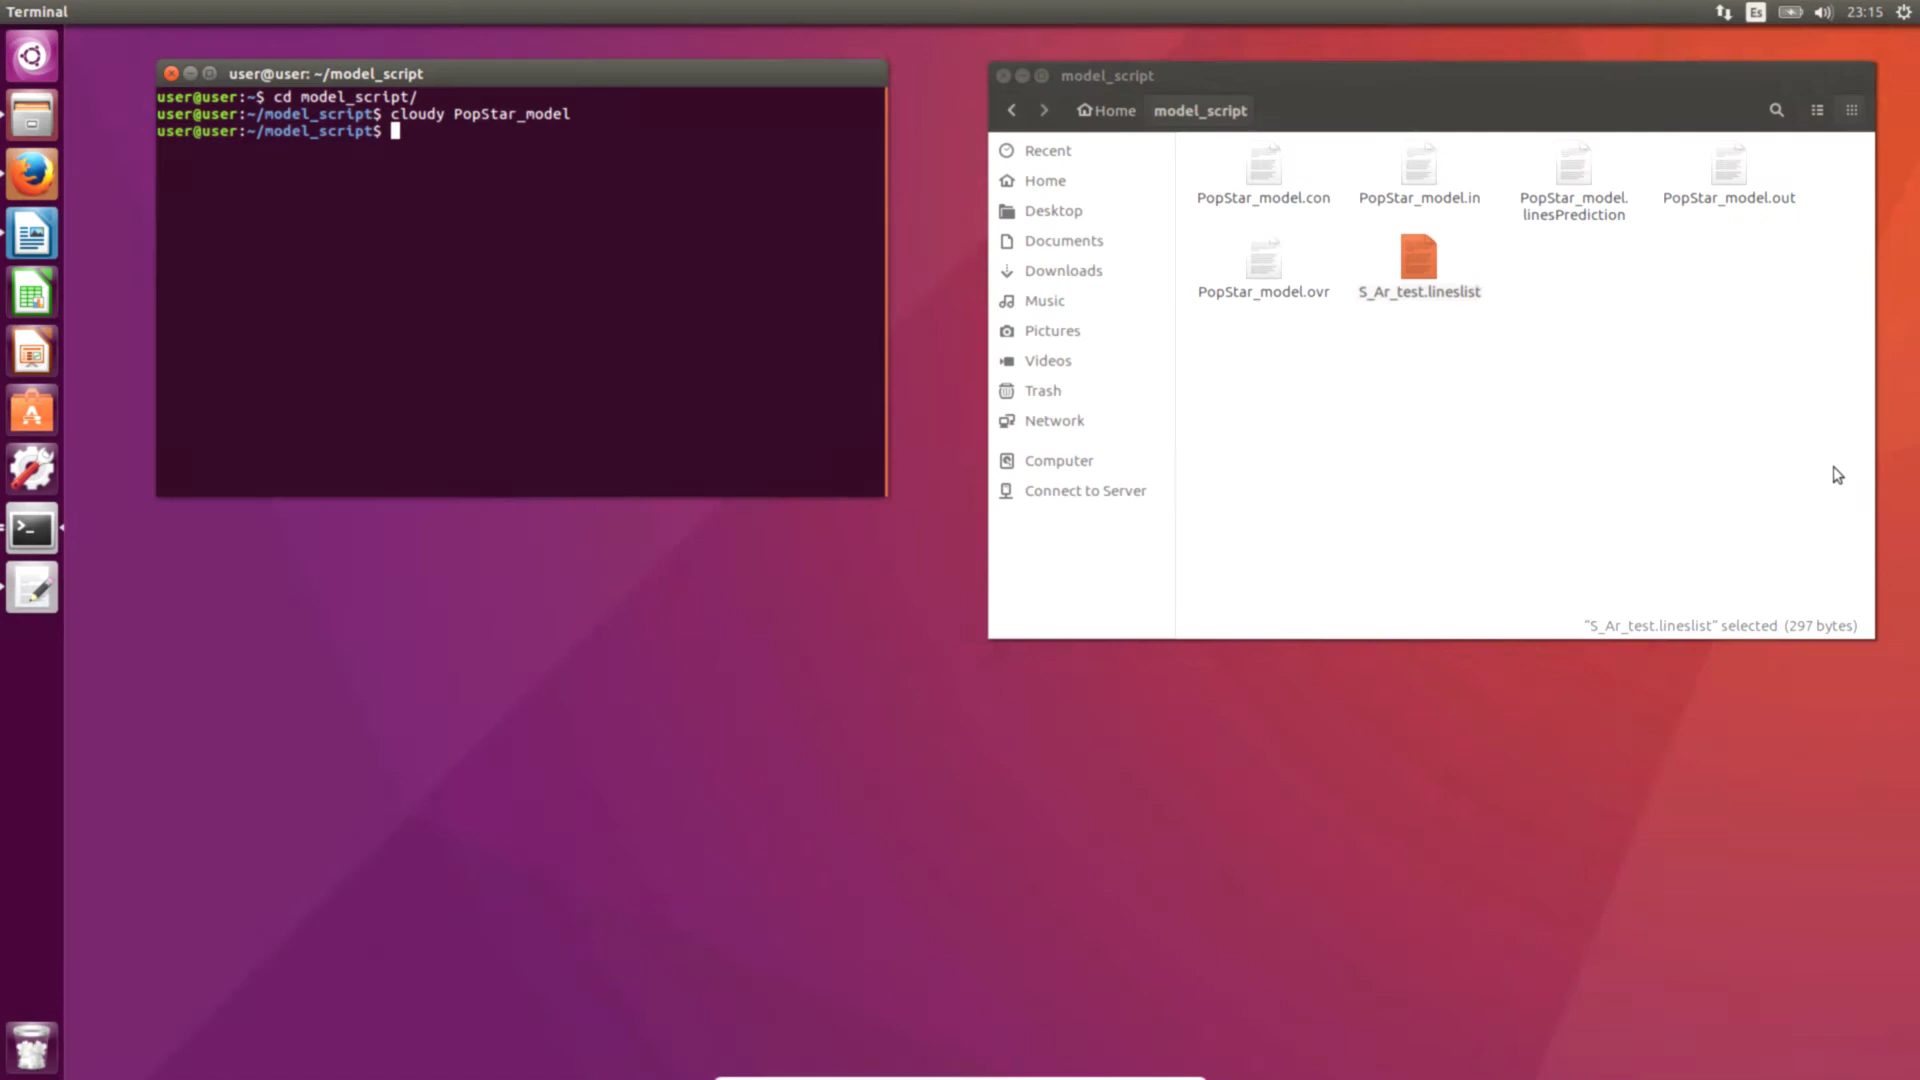 Terminal
Es
23:15
user@user: ~/model_script
user@user:~$ cd model_script/
user@user:~/model_script$ cloudy PopStar_model
user@user:~/model_script$
model_script
Home
model_script
Recent
Home
Desktop
Documents
Downloads
Music
Pictures
Videos
Trash
Network
Computer
Connect to Server
PopStar_model.con
PopStar_model.in
PopStar_model.
linesPrediction
PopStar_model.out
PopStar_model.ovr
S_Ar_test.lineslist
"S_Ar_test.lineslist" selected (297 bytes)